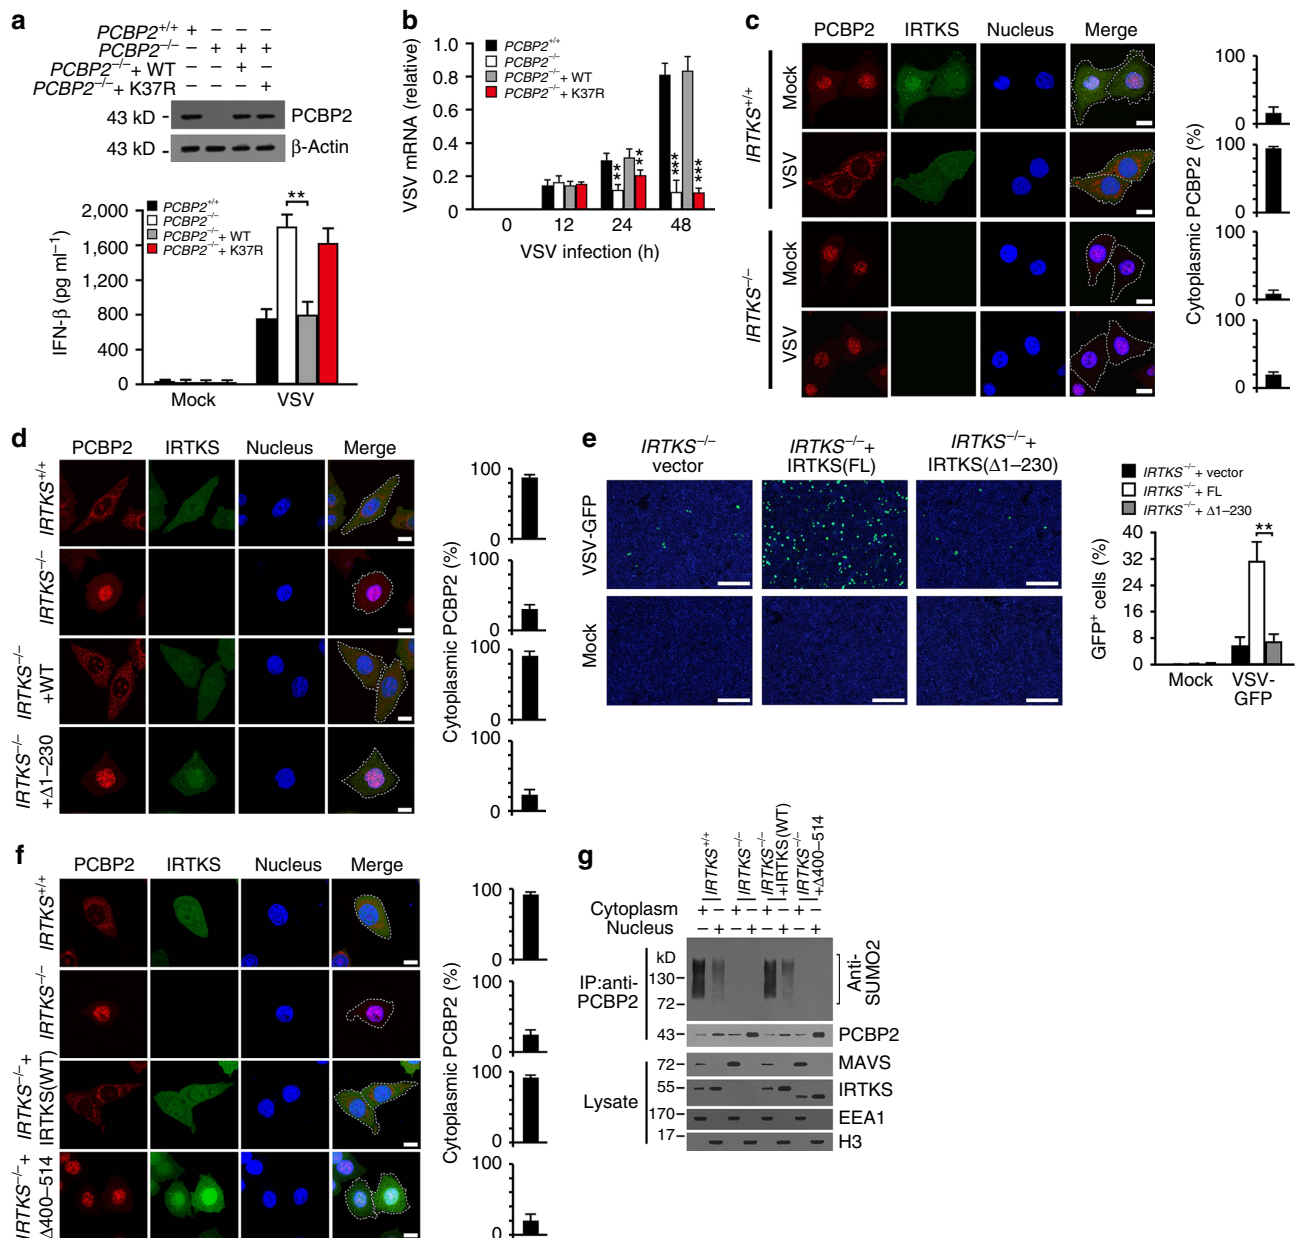 a
PCBP2+/+ + − − −
PCBP2−/− − + + +
PCBP2−/− + WT − − + −
PCBP2−/− + K37R − − − +
43 kD PCBP2
43 kD β-Actin
PCBP2+/+
PCBP2−/−
PCBP2−/− + WT
PCBP2−/− + K37R
**
IFN-β (pg ml−1)
2,000
1,600
1,200
800
400
0
Mock VSV
b
PCBP2+/+
PCBP2−/−
PCBP2−/− + WT
PCBP2−/− + K37R
VSV mRNA (relative)
1.0
0.8
0.6
0.4
0.2
0
** ** *** ***
0 12 24 48
VSV infection (h)
c
PCBP2 IRTKS Nucleus Merge
IRTKS+/+
Mock
VSV
IRTKS−/−
Mock
VSV
Cytoplasmic PCBP2 (%)
100
0
100
0
100
0
100
0
d
PCBP2 IRTKS Nucleus Merge
IRTKS+/+
IRTKS−/−
IRTKS−/−
+WT
IRTKS−/−
+Δ1–230
Cytoplasmic PCBP2 (%)
100
0
100
0
100
0
100
0
e
IRTKS−/−
vector
IRTKS−/−+
IRTKS(FL)
IRTKS−/−+
IRTKS(Δ1–230)
VSV-GFP
Mock
IRTKS−/− + vector
IRTKS−/− + FL
IRTKS−/− + Δ1–230
**
GFP+ cells (%)
40
32
24
16
8
0
Mock VSV-
GFP
f
PCBP2 IRTKS Nucleus Merge
IRTKS+/+
IRTKS−/−
IRTKS−/−+
IRTKS(WT)
IRTKS−/−+
Δ400–514
Cytoplasmic PCBP2 (%)
100
0
100
0
100
0
100
0
g
IRTKS+/+
IRTKS−/−
IRTKS−/−
+IRTKS(WT)
IRTKS−/−
+Δ400–514
Cytoplasm + − + − + − + −
Nucleus − + − + − + − +
kD
130
72
Anti-
SUMO2
IP:anti-
PCBP2
43 PCBP2
72 MAVS
55 IRTKS
Lysate
170 EEA1
17 H3